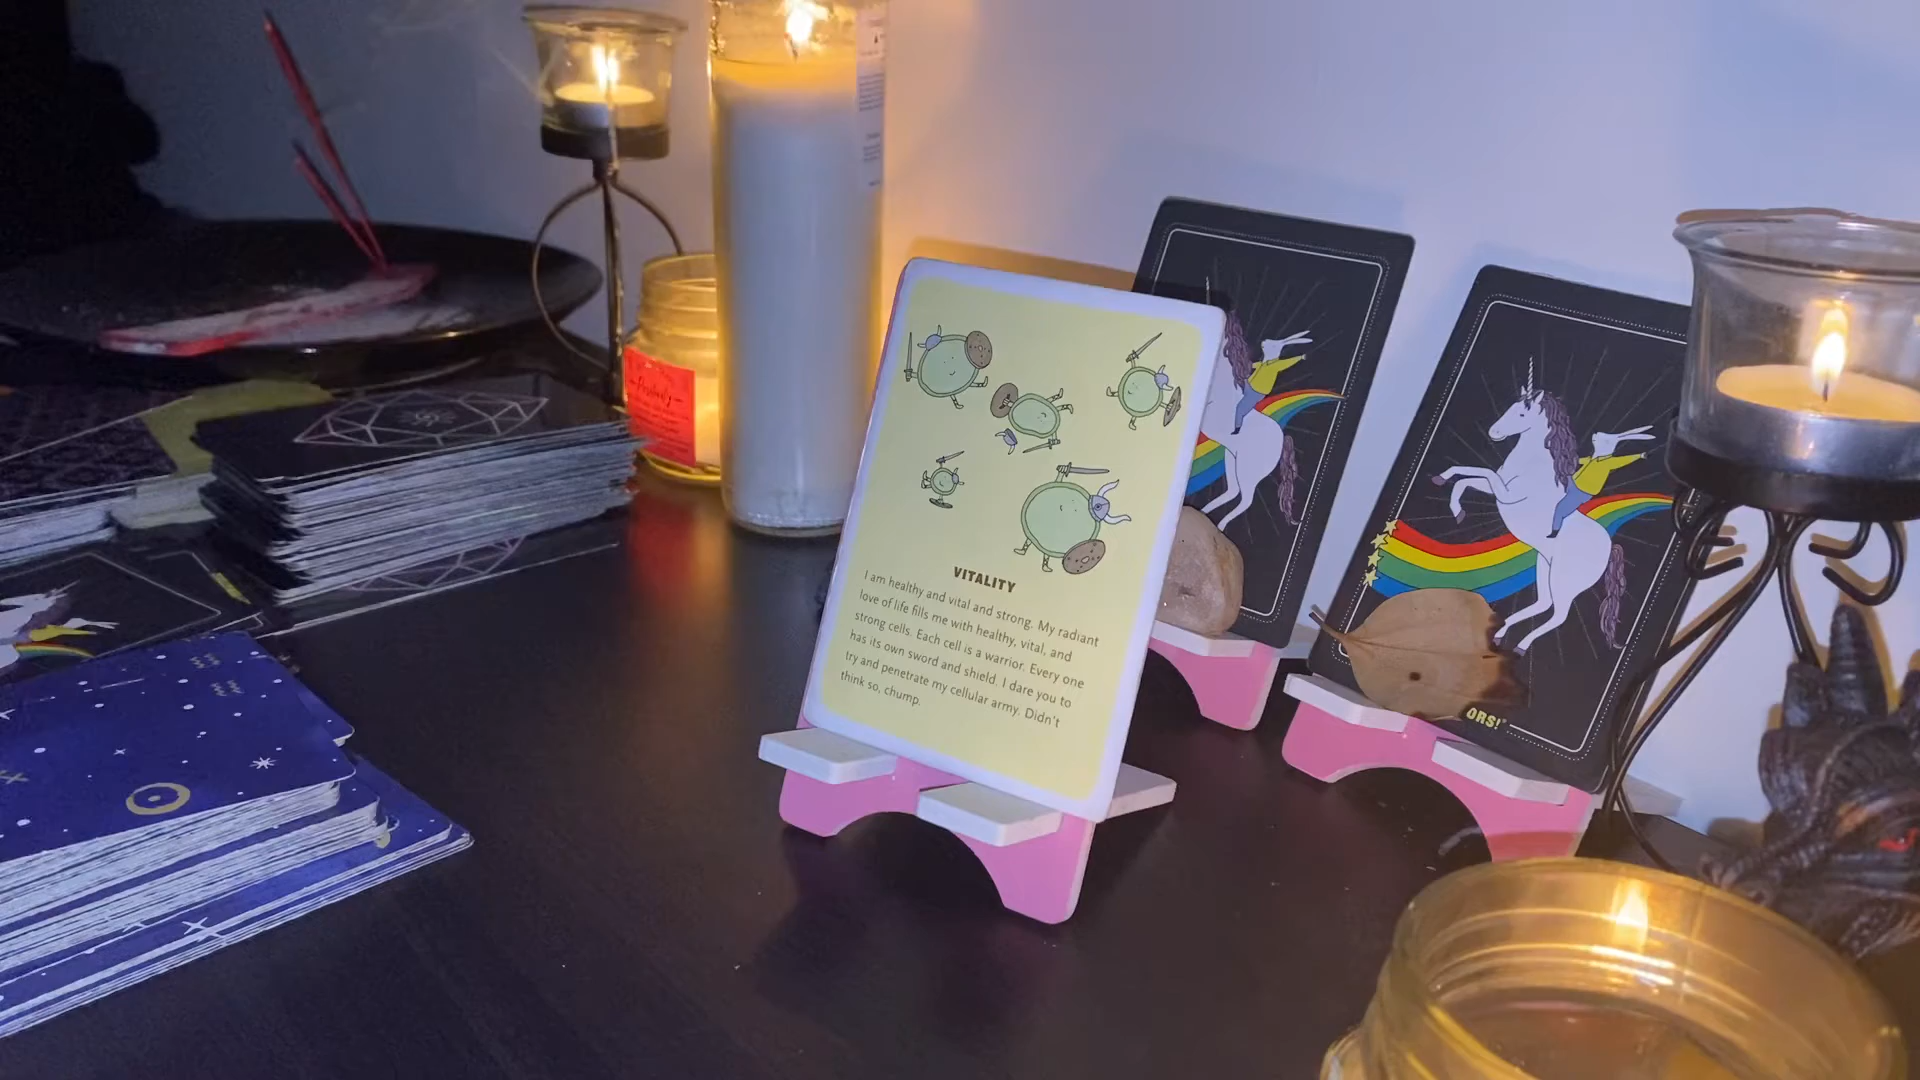 VITALITY
I am healthy and vital and strong. My radiant
love of life fills me with healthy, vital, and
strong cells. Each cell is a warrior. Every one
has its own sword and shield. I dare you to
try and penetrate my cellular army. Didn't
think so, chump.
ORS!